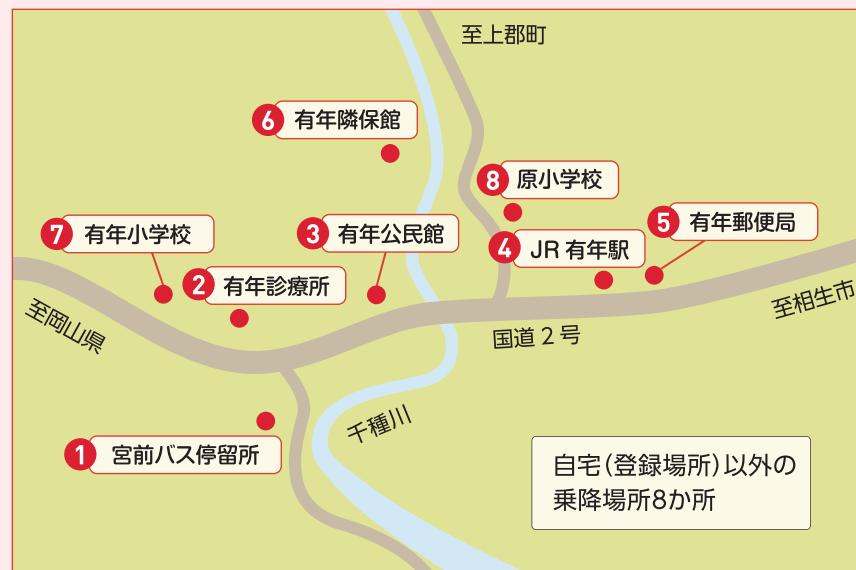 至上郡町
6 有年隣保館
8 原小学校
5 有年郵便局
7 有年小学校
3 有年公民館
4 JR 有年駅
2 有年診療所
至岡山県
至相生市
国道 2 号
千種川
1 宮前バス停留所
自宅(登録場所)以外の
乗降場所8か所